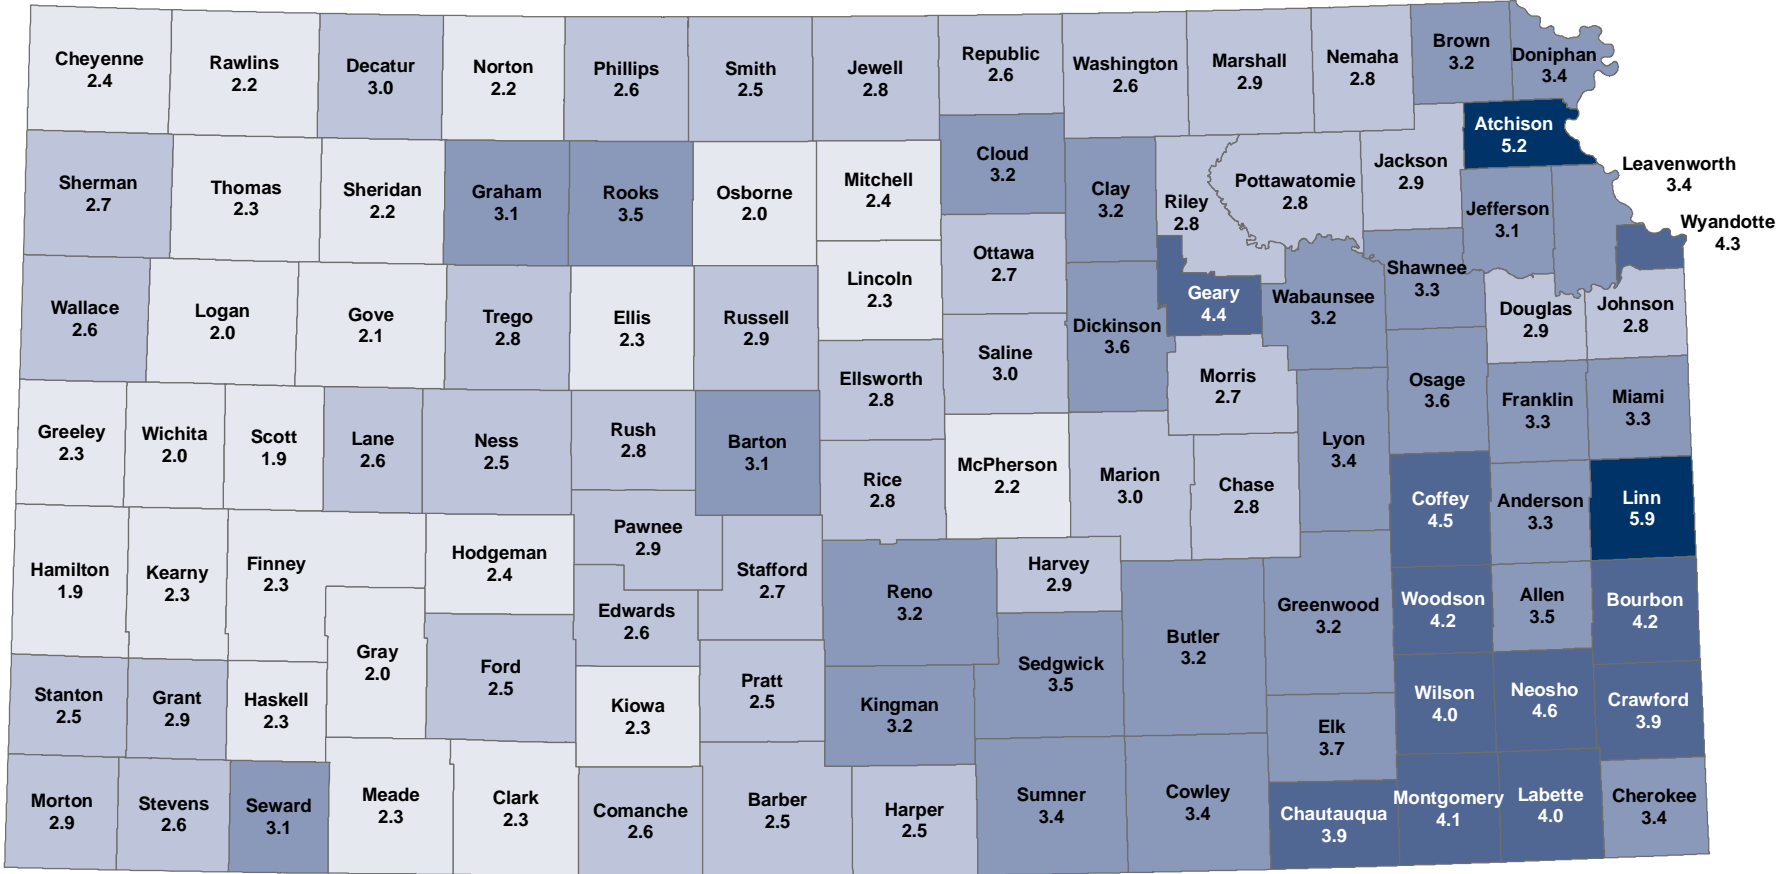 Cheyenne
2.4
Rawlins
2.2
Decatur
3.0
Norton
2.2
Phillips
2.6
Smith
2.5
Jewell
2.8
Republic
2.6
Washington
2.6
Marshall
2.9
Nemaha
2.8
Brown
3.2
Doniphan
3.4
Atchison
5.2
Sherman
2.7
Thomas
2.3
Sheridan
2.2
Graham
3.1
Rooks
3.5
Osborne
2.0
Mitchell
2.4
Cloud
3.2
Clay
3.2
Riley
2.8
Pottawatomie
2.8
Jackson
2.9
Jefferson
3.1
Leavenworth
3.4
Wyandotte
4.3
Wallace
2.6
Logan
2.0
Gove
2.1
Trego
2.8
Ellis
2.3
Russell
2.9
Lincoln
2.3
Ottawa
2.7
Dickinson
3.6
Geary
4.4
Wabaunsee
3.2
Shawnee
3.3
Douglas
2.9
Johnson
2.8
Ellsworth
2.8
Saline
3.0
Morris
2.7
Osage
3.6
Franklin
3.3
Miami
3.3
Greeley
2.3
Wichita
2.0
Scott
1.9
Lane
2.6
Ness
2.5
Rush
2.8
Barton
3.1
Rice
2.8
McPherson
2.2
Marion
3.0
Chase
2.8
Lyon
3.4
Coffey
4.5
Anderson
3.3
Linn
5.9
Hamilton
1.9
Kearny
2.3
Finney
2.3
Hodgeman
2.4
Pawnee
2.9
Stafford
2.7
Edwards
2.6
Reno
3.2
Harvey
2.9
Butler
3.2
Greenwood
3.2
Woodson
4.2
Allen
3.5
Bourbon
4.2
Gray
2.0
Ford
2.5
Kiowa
2.3
Pratt
2.5
Kingman
3.2
Sedgwick
3.5
Elk
3.7
Wilson
4.0
Neosho
4.6
Crawford
3.9
Stanton
2.5
Grant
2.9
Haskell
2.3
Morton
2.9
Stevens
2.6
Seward
3.1
Meade
2.3
Clark
2.3
Comanche
2.6
Barber
2.5
Harper
2.5
Sumner
3.4
Cowley
3.4
Chautauqua
3.9
Montgomery
4.1
Labette
4.0
Cherokee
3.4